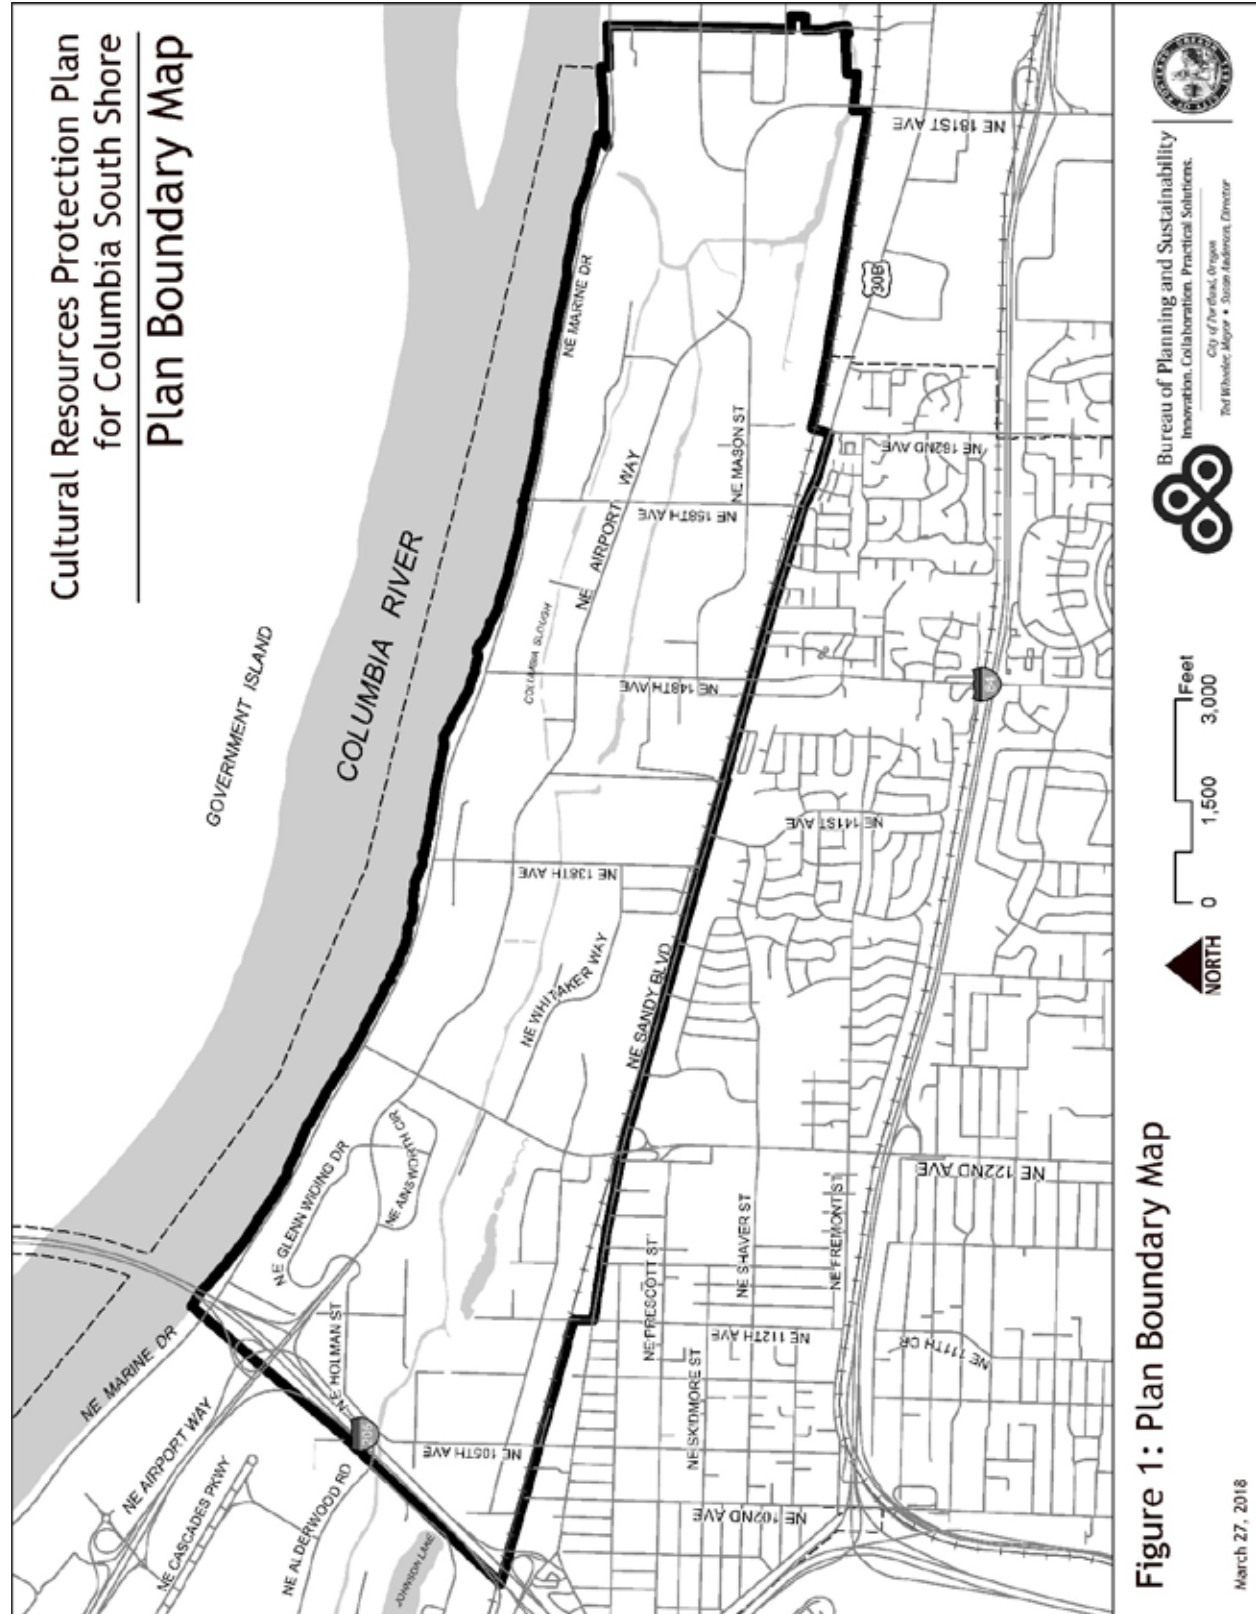 Cultural Resources Protection Plan
for Columbia South Shore
Plan Boundary Map
GOVERNMENT ISLAND
COLUMBIA RIVER
NE MARINE DR
NE MARINE DR
NE AIRPORT WAY
NE CASCADES PKWY
NE ALDERWOOD RD
JOHNSON LAKE
205
NE HOLMAN ST
NE GLENN WIDING DR
NE AINSWORTH CIR
NE 105TH AVE
NE WHITAKER WAY
NE 138TH AVE
COLUMBIA SLOUGH
NE AIRPORT WAY
NE 148TH AVE
NE 158TH AVE
NE MASON ST
NE 181ST AVE
30B
NE SANDY BLVD
NE 162ND AVE
NE 141ST AVE
84
NE 122ND AVE
NE PRESCOTT ST
NE SHAVER ST
NE FREMONT ST
NE SKIDMORE ST
NE 112TH AVE
NE 111TH CR
NE 102ND AVE
Figure 1: Plan Boundary Map
March 27, 2018
NORTH
0 1,500 3,000
Feet
Bureau of Planning and Sustainability
Innovation. Collaboration. Practical Solutions.
City of Portland, Oregon
Ted Wheeler, Mayor • Susan Anderson, Director